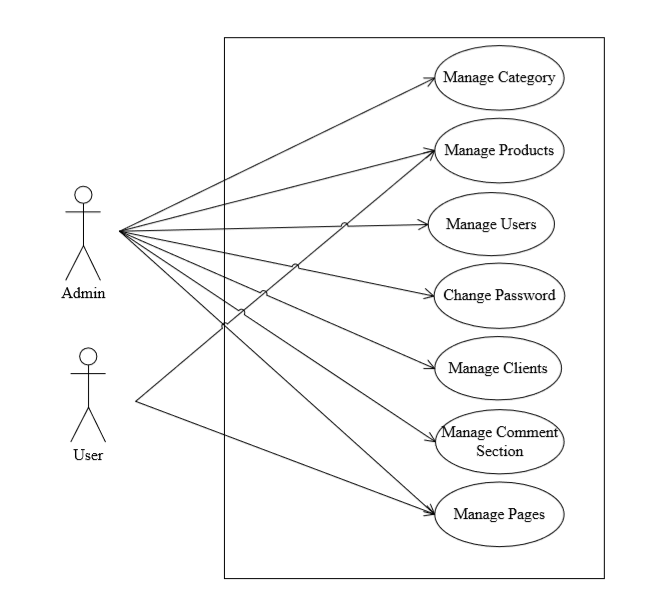 Manage Category
Manage Products
Manage Users
Admin
Change Password
Manage Clients
User
Manage Comment
Section
Manage Pages